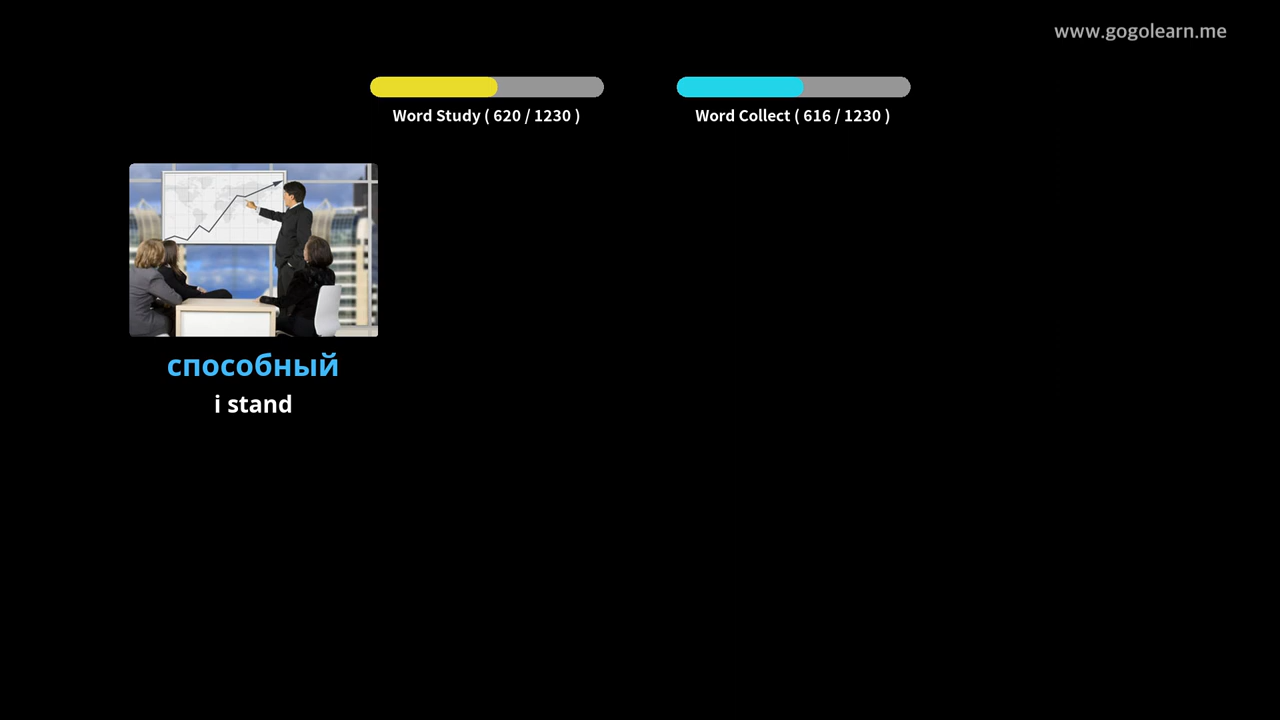 www.gogolearn.me
Word Study ( 620 / 1230 )
Word Collect ( 616 / 1230 )
способный
i stand